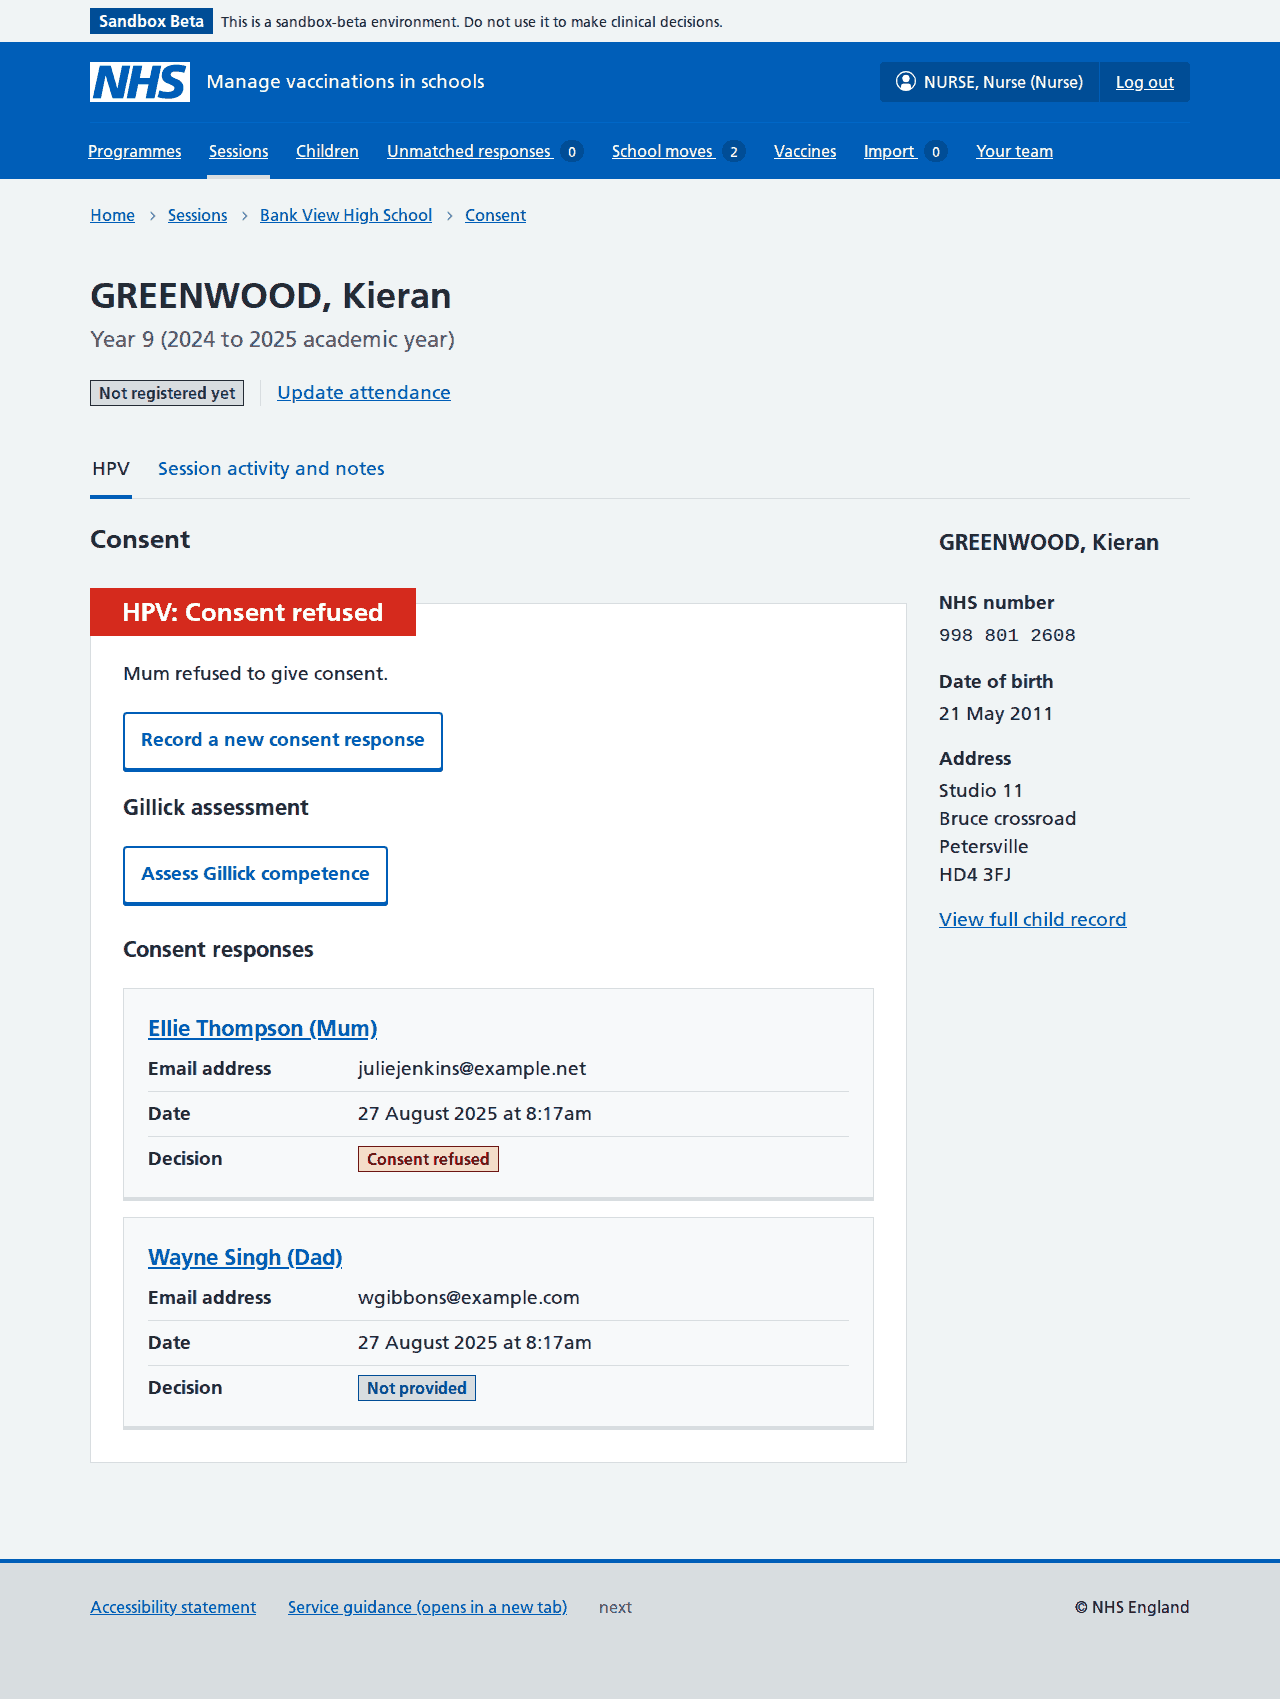 Sandbox Beta This is a sandbox-beta environment. Do not use it to make clinical decisions.
NHS Manage vaccinations in schools NURSE, Nurse (Nurse) Log out
Programmes Sessions Children Unmatched responses 0 School moves 2 Vaccines Import 0 Your team
Home Sessions Bank View High School Consent
GREENWOOD, Kieran
Year 9 (2024 to 2025 academic year)
Not registered yet Update attendance
HPV Session activity and notes
Consent
HPV: Consent refused
Mum refused to give consent.
Record a new consent response
Gillick assessment
Assess Gillick competence
Consent responses
Ellie Thompson (Mum)
Email address juliejenkins@example.net
Date 27 August 2025 at 8:17am
Decision Consent refused
Wayne Singh (Dad)
Email address wgibbons@example.com
Date 27 August 2025 at 8:17am
Decision Not provided
GREENWOOD, Kieran
NHS number
998 801 2608
Date of birth
21 May 2011
Address
Studio 11
Bruce crossroad
Petersville
HD4 3FJ
View full child record
Accessibility statement Service guidance (opens in a new tab) next © NHS England